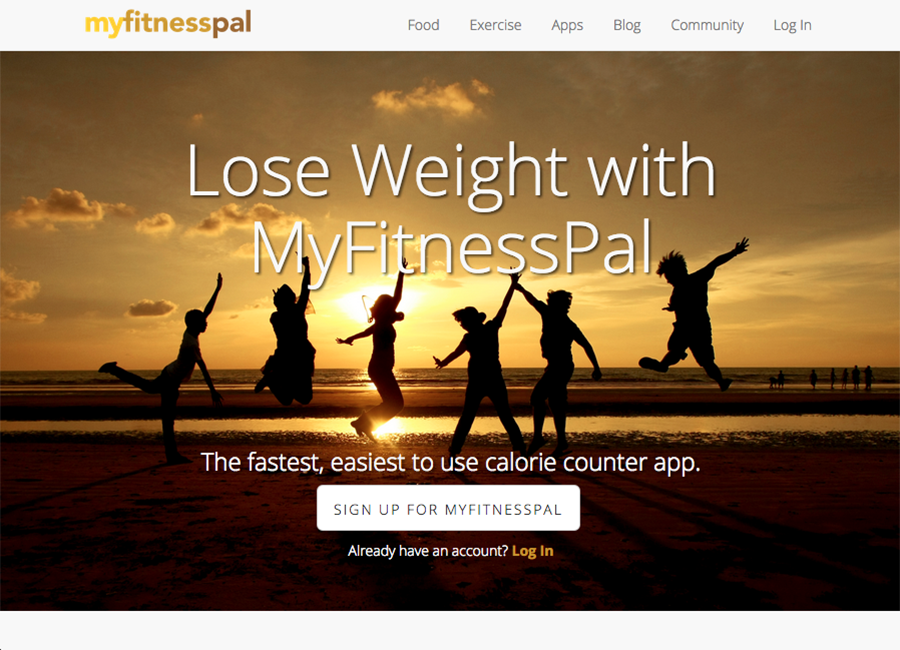 myfitnesspal
Food Exercise Apps Blog Community Log In
Lose Weight with
MyFitnessPal
The fastest, easiest to use calorie counter app.
SIGN UP FOR MYFITNESSPAL
Already have an account? Log In